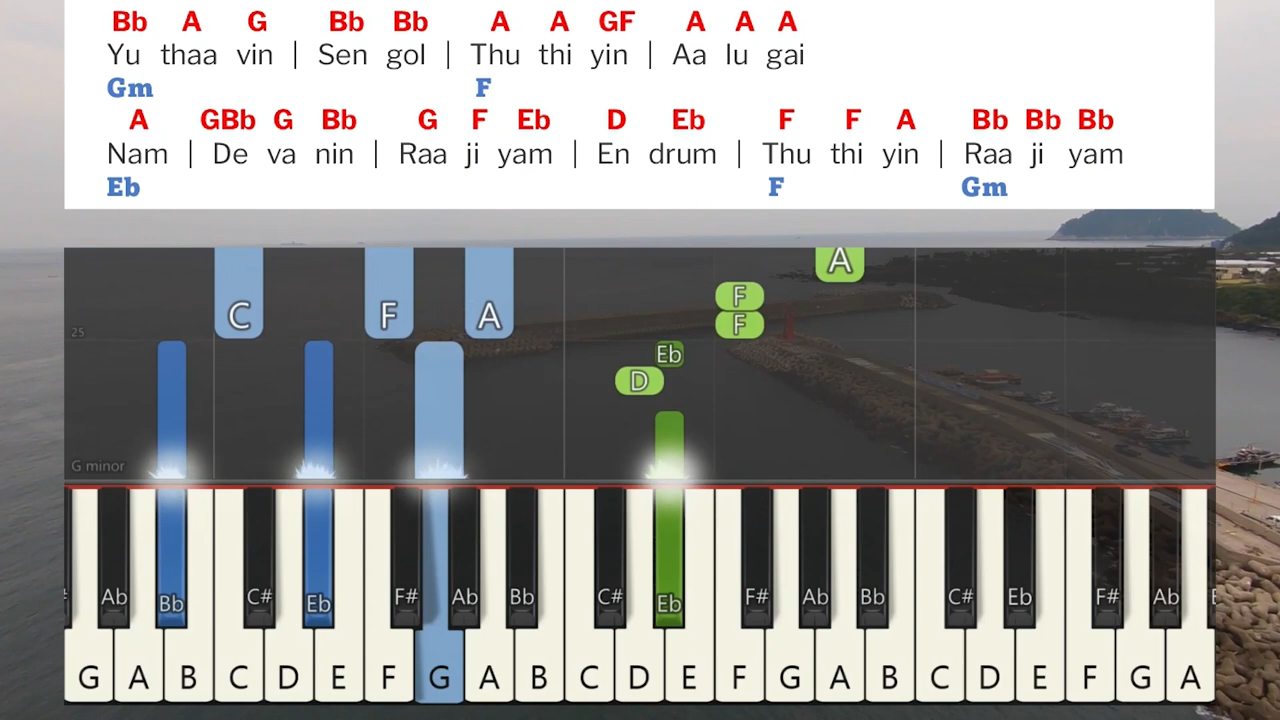 Bb A G Bb Bb A A GF A A A
Yu thaa vin | Sen gol | Thu thi yin | Aa lu gai
Gm F
A GBb G Bb G F Eb D Eb F F A Bb Bb Bb
Nam | De va nin | Raa ji yam | En drum | Thu thi yin | Raa ji yam
Eb F Gm
A
C F A F
F
25
Eb
D
G minor
Ab Bb C# Eb F# Ab Bb C# Eb F# Ab Bb C# Eb F# Ab
G A B C D E F G A B C D E F G A B C D E F G A